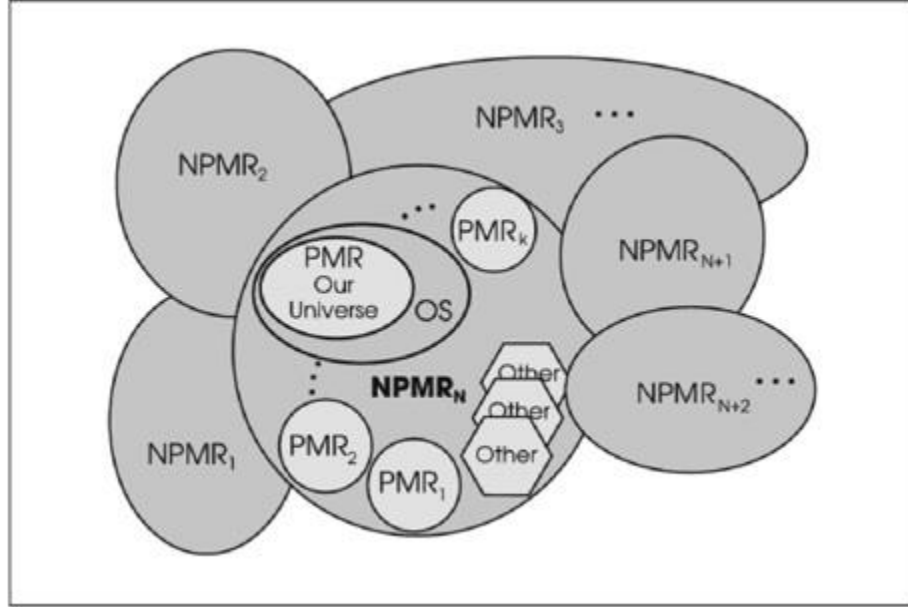 NPMR₃ ...
NPMR₂
...
PMRₖ
PMR
Our
Universe
OS
NPMR_N+1
Other
NPMR_N
Other
NPMR_N+2 ...
Other
PMR₂
PMR₁
NPMR₁